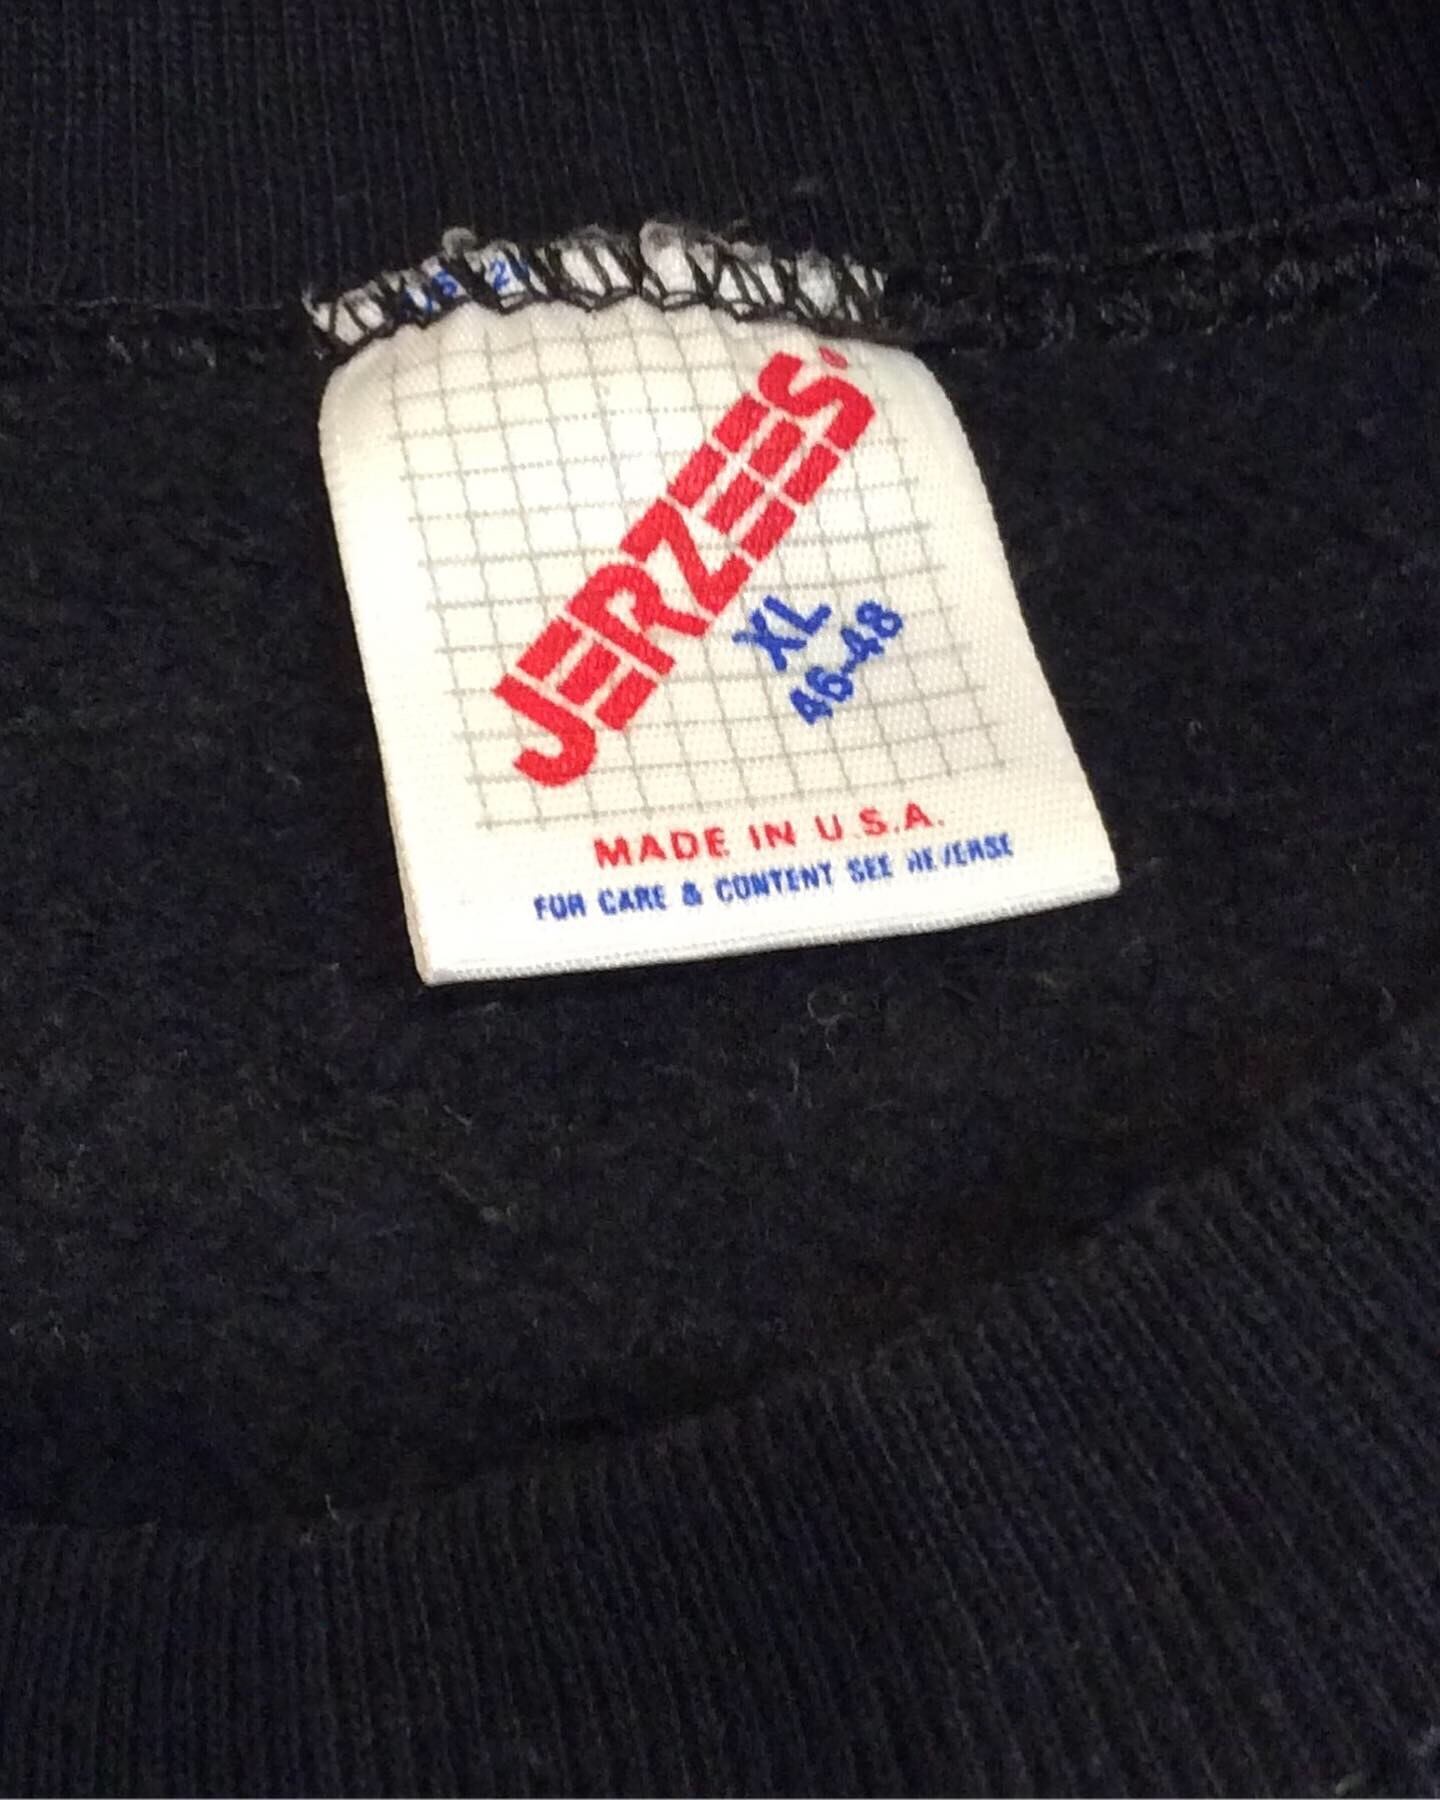 JERZEES®
XL
46-48
MADE IN U.S.A.
FOR CARE & CONTENT SEE REVERSE